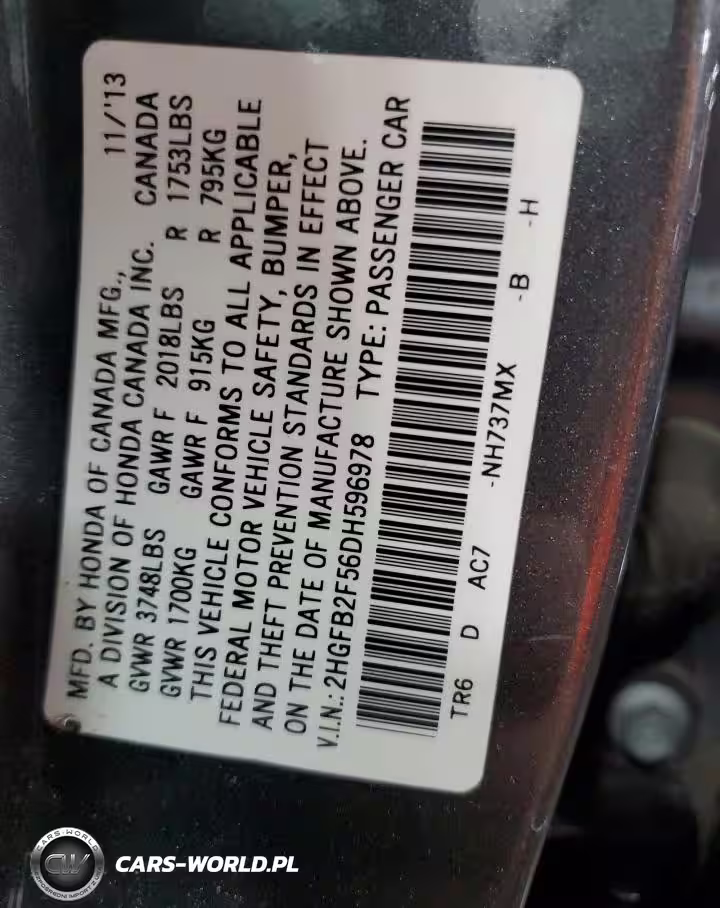 MFD. BY HONDA OF CANADA MFG., 11/'13
A DIVISION OF HONDA CANADA INC. CANADA
GVWR 3748LBS GAWR F 2018LBS R 1753LBS
GVWR 1700KG GAWR F 915KG R 795KG
THIS VEHICLE CONFORMS TO ALL APPLICABLE
FEDERAL MOTOR VEHICLE SAFETY, BUMPER,
AND THEFT PREVENTION STANDARDS IN EFFECT
ON THE DATE OF MANUFACTURE SHOWN ABOVE.
V.I.N.: 2HGFB2F56DH596978 TYPE: PASSENGER CAR
TR6 D AC7 -NH737MX -B -H
CARS-WORLD
CW
CARS-WORLD.PL